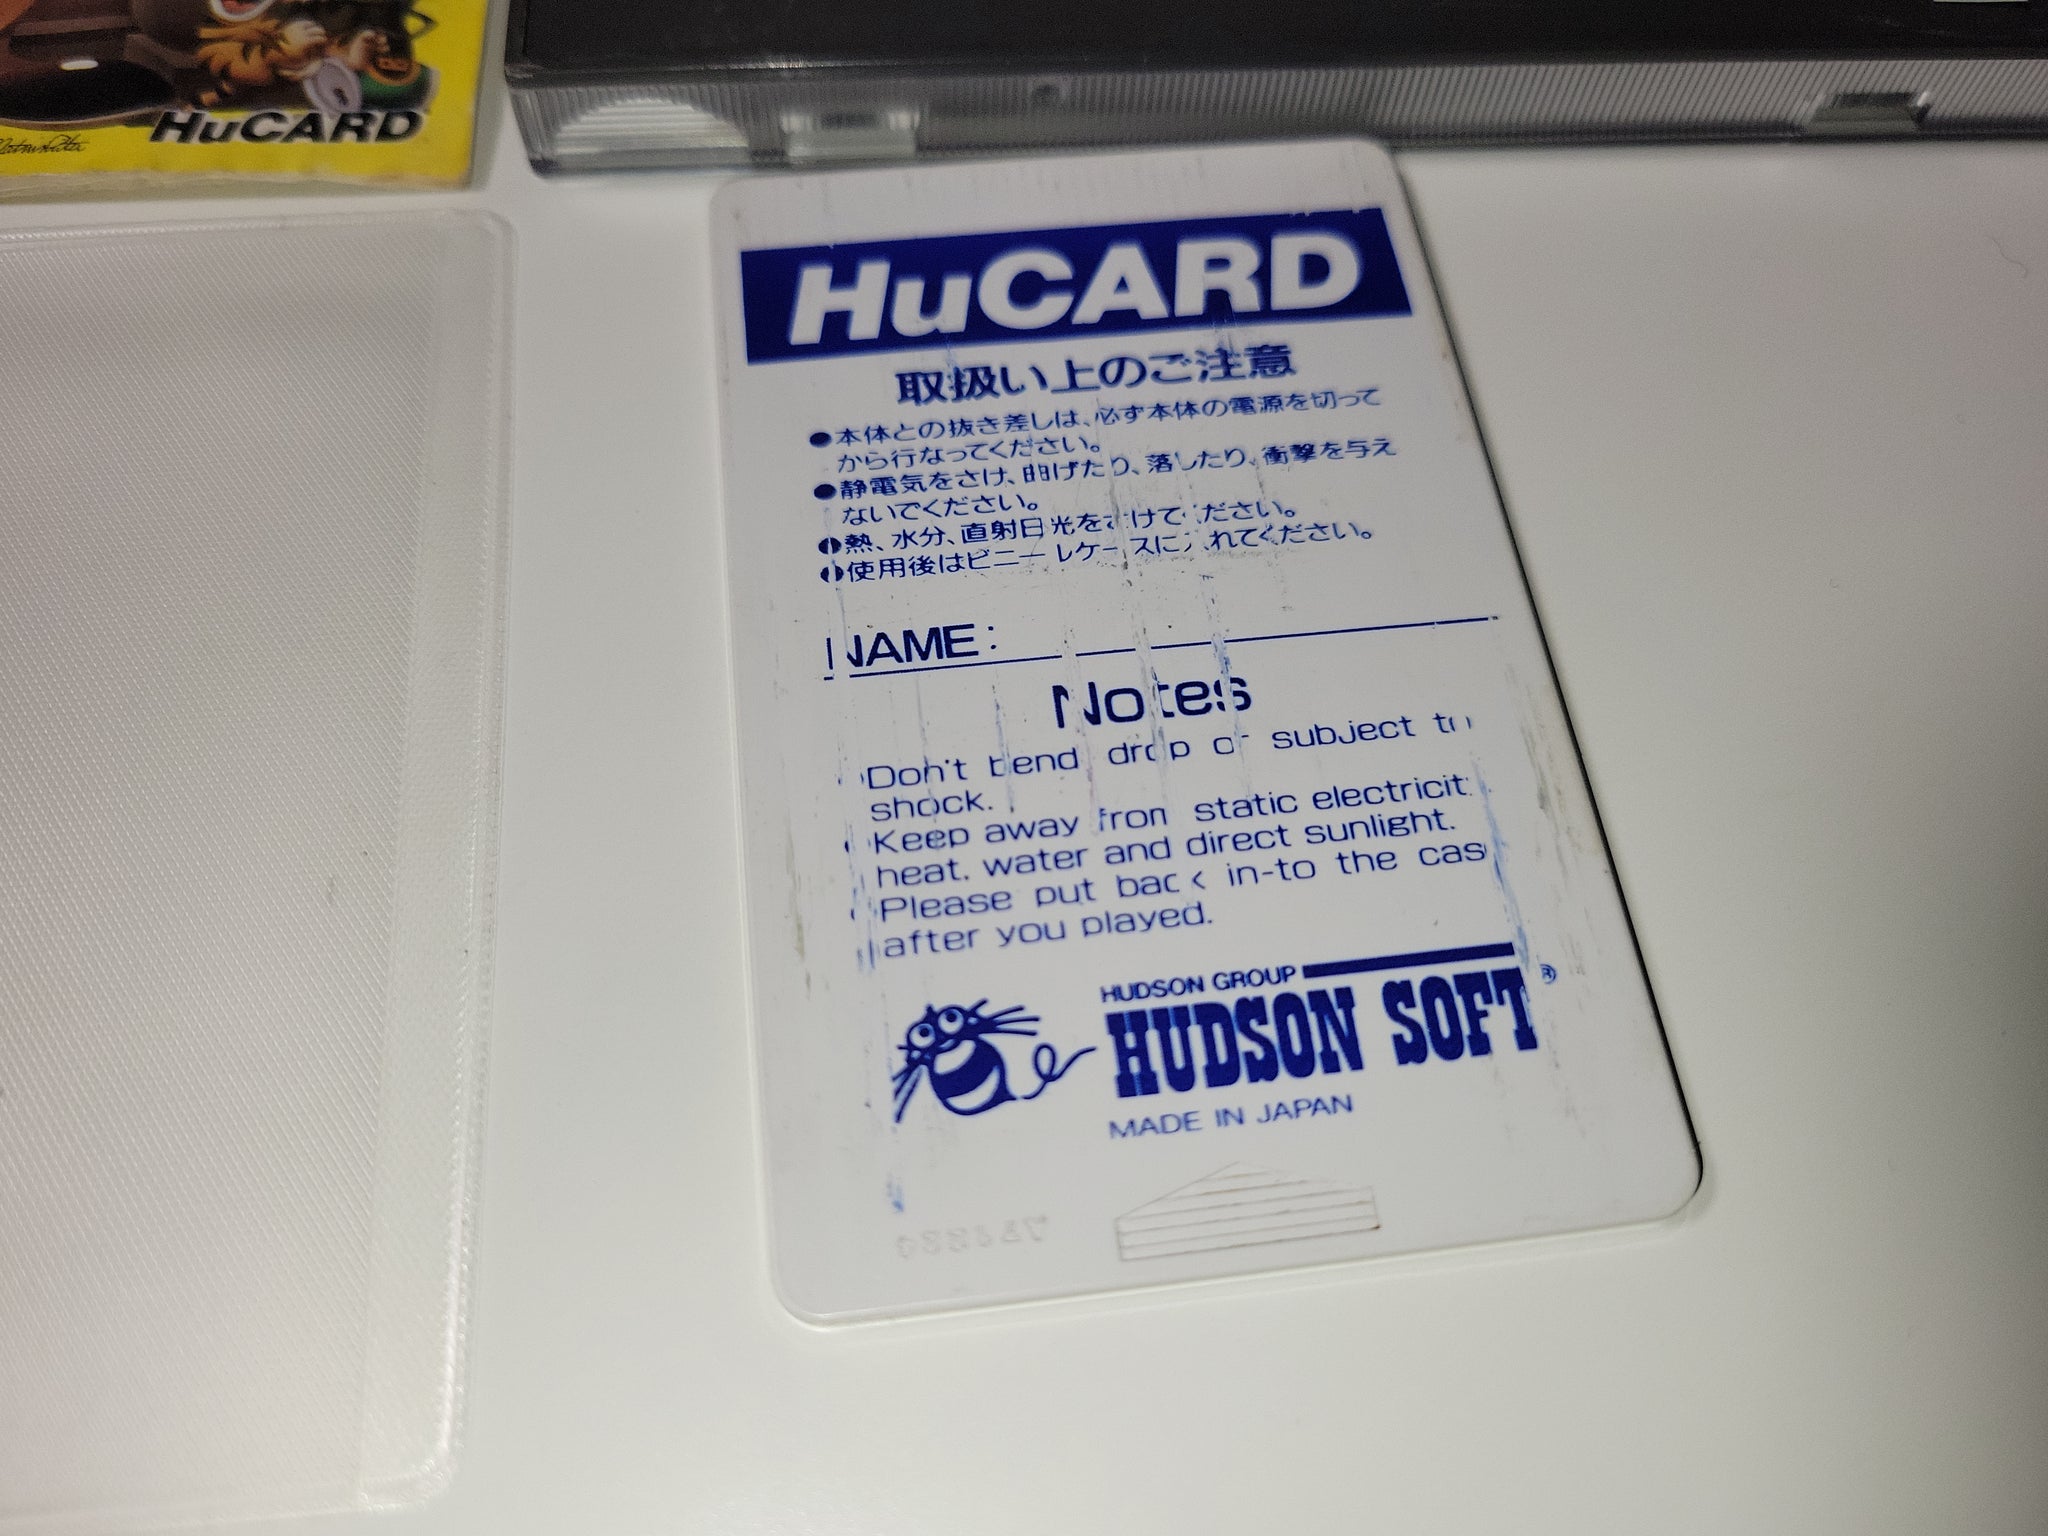 HuCARD
HuCARD
取扱い上のご注意
●本体との抜き差しは、必ず本体の電源を切って
から行なってください。
●静電気をさけ、曲げたり、落したり、衝撃を与え
ないでください。
●熱、水分、直射日光をさけてください。
●使用後はビニールケースに入れてください。
NAME:
Notes
Don't bend drop or subject to
shock.
Keep away from static electricity
heat. water and direct sunlight.
Please put back in-to the case
after you played.
HUDSON GROUP
HUDSON SOFT®
MADE IN JAPAN